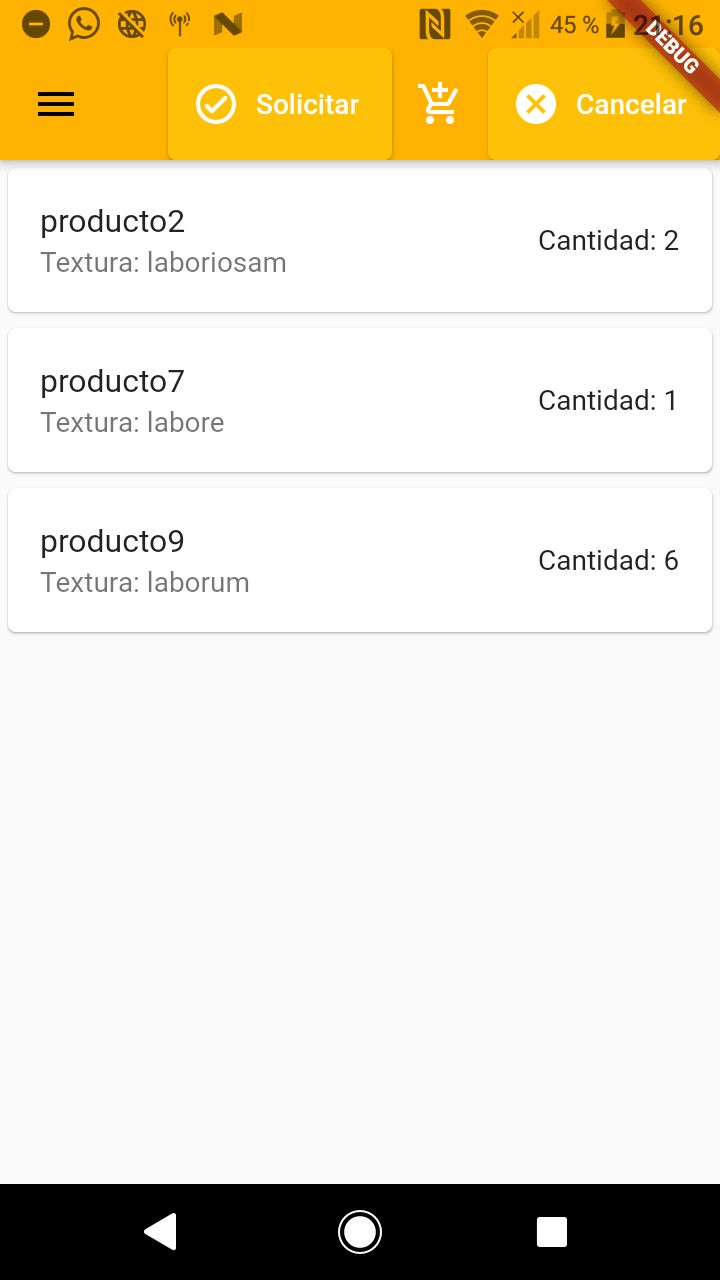 45 % 21:16
DEBUG
Solicitar
Cancelar
producto2
Textura: laboriosam
Cantidad: 2
producto7
Textura: labore
Cantidad: 1
producto9
Textura: laborum
Cantidad: 6